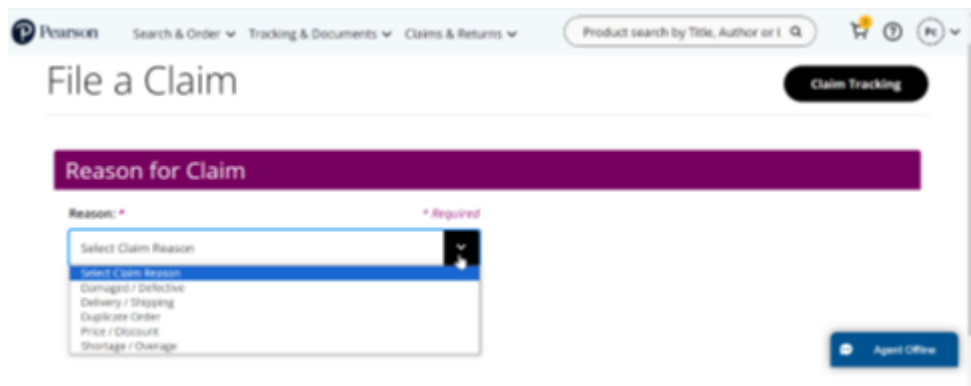 Pearson Search & Order Tracking & Documents Claims & Returns Product search by Title, Author or I Pc
File a Claim
Claim Tracking
Reason for Claim
Reason: * * Required
Select Claim Reason
Select Claim Reason
Damaged / Defective
Delivery / Shipping
Duplicate Order
Price / Discount
Shortage / Overage
Agent Offline